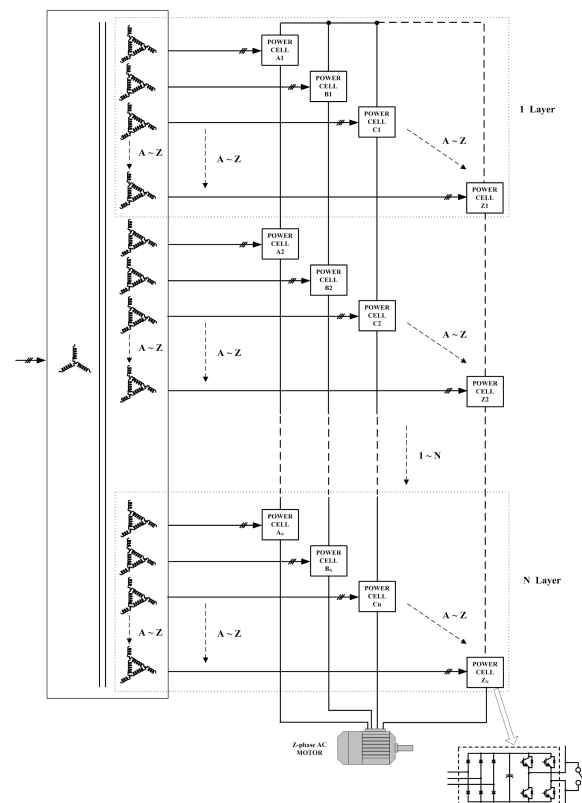 POWER
CELL
A1
POWER
CELL
B1
POWER
CELL
C1
I Layer
A ~ Z
A ~ Z
A ~ Z
POWER
CELL
Z1
POWER
CELL
A2
POWER
CELL
B2
POWER
CELL
C2
A ~ Z
A ~ Z
A ~ Z
POWER
CELL
Z2
1 ~ N
POWER
CELL
AN
POWER
CELL
BN
POWER
CELL
Cn
N Layer
A ~ Z
A ~ Z
A ~ Z
POWER
CELL
ZN
Z-phase AC
MOTOR